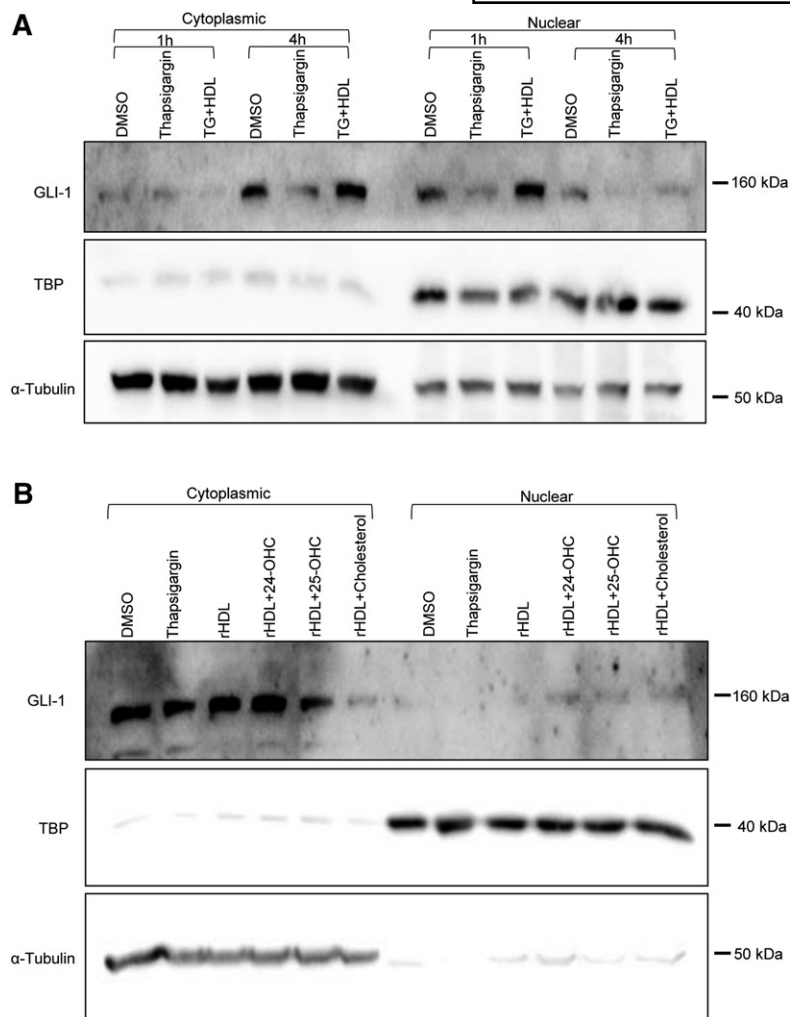 A
Cytoplasmic
Nuclear
1h
4h
1h
4h
DMSO
Thapsigargin
TG+HDL
DMSO
Thapsigargin
TG+HDL
DMSO
Thapsigargin
TG+HDL
DMSO
Thapsigargin
TG+HDL
GLI-1
160 kDa
TBP
40 kDa
α-Tubulin
50 kDa
B
Cytoplasmic
Nuclear
DMSO
Thapsigargin
rHDL
rHDL+24-OHC
rHDL+25-OHC
rHDL+Cholesterol
DMSO
Thapsigargin
rHDL
rHDL+24-OHC
rHDL+25-OHC
rHDL+Cholesterol
GLI-1
160 kDa
TBP
40 kDa
α-Tubulin
50 kDa